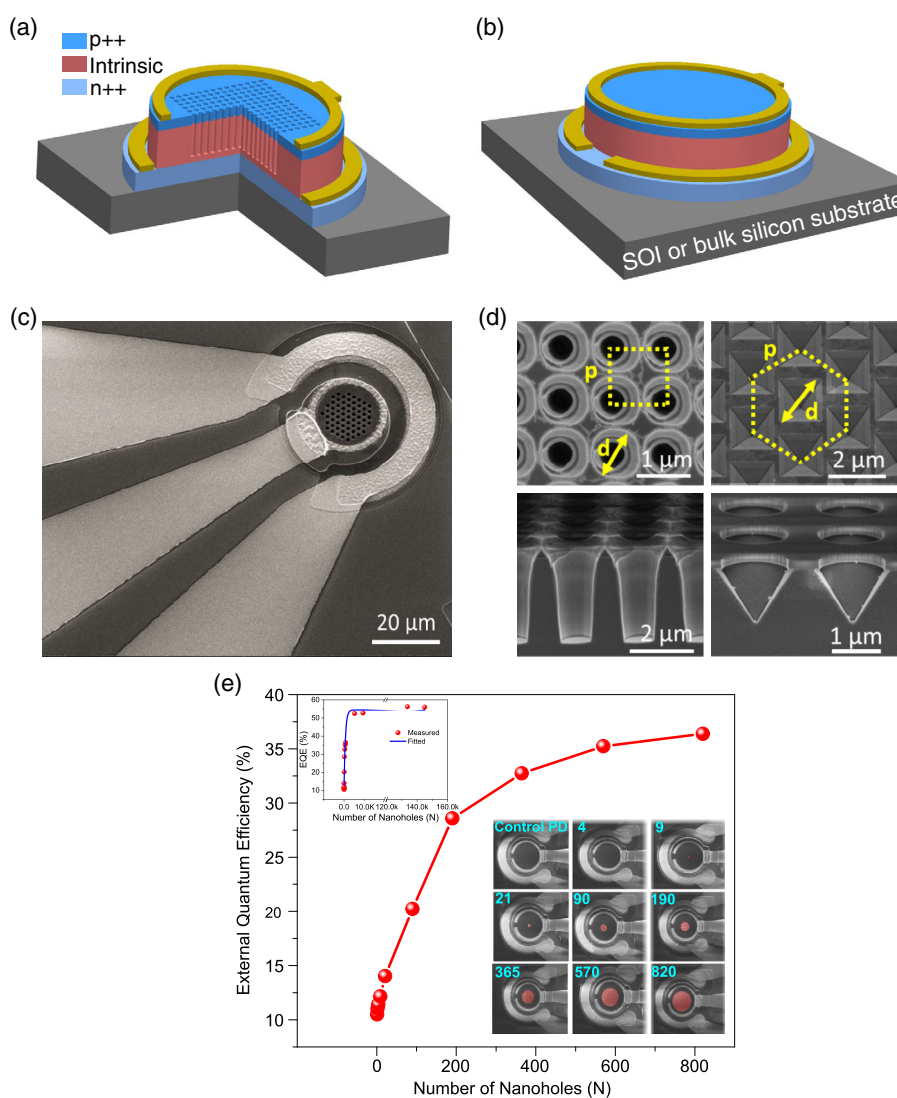 (a)
p++
Intrinsic
n++
(b)
SOI or bulk silicon substrate
(c)
20 μm
(d)
p
d
1 μm
p
d
2 μm
2 μm
1 μm
(e)
External Quantum Efficiency (%)
40
35
30
25
20
15
10
0
200
400
600
800
Number of Nanoholes (N)
EQE (%)
60
50
40
30
20
10
Measured
Fitted
0.0
10.0k
120.0k
140.0k
160.0k
Number of Nanoholes (N)
Control PD
4
9
21
90
190
365
570
820